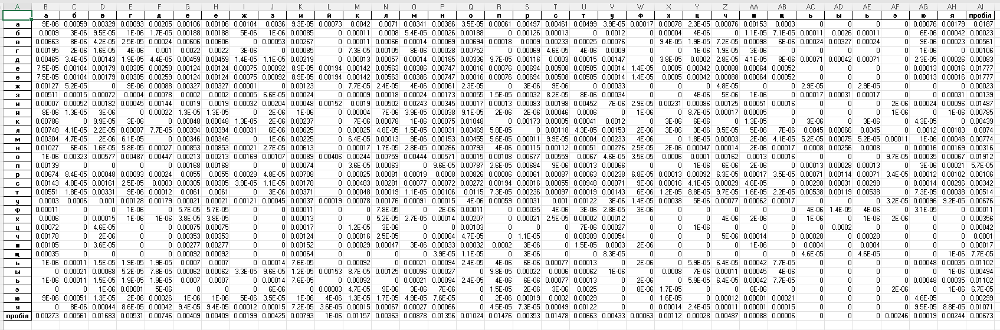 A B C D E F G H I J K L M N O P Q R S T U V W X Y Z AA AB AC AD AE AF AG AH AI
а б в г д е е ж з и й к л м н о п р с т у ф х ц ч ш щ ь ы ь э ю я пробіл
а 9E-06 0.00059 0.00329 0.00093 0.00205 0.00106 0.00106 0.00104 0.0036 9.3E-05 0.00073 0.0042 0.0071 0.00341 0.00386 3.5E-05 0.00061 0.00497 0.00461 0.00499 3.9E-05 0.00017 0.00078 2.3E-05 0.00076 0.00153 0.0003 0 0 0 0 0.00076 0.00179 0.0187
б 0.0009 3E-06 9.5E-05 1E-06 1.7E-05 0.00188 0.00188 5E-06 1E-06 0.00085 0 0.00011 0.0008 5.4E-05 0.00026 0.00188 0 0.00126 0.00013 0 0.0012 0 0.00004 4E-06 0 1.1E-05 7.1E-05 0.00011 0.0026 0.00011 0 6E-06 0.00042 0.00023
в 0.00663 8E-06 4.2E-05 2.5E-05 0.00024 0.00606 0.00606 0 0.00053 0.00267 0 0.00011 0.00066 0.00014 0.00069 0.00694 0.00018 0.0009 0.00233 0.00025 0.00076 0 9.4E-05 1.9E-05 7.2E-05 0.00098 6E-06 0.00024 0.00327 0.00024 0 9E-06 0.00023 0.00561
г 0.00195 2E-06 1.6E-05 4E-06 0.001 0.0022 0.0022 3E-06 0 0.00085 0 7.3E-05 0.00105 8E-06 0.00028 0.00752 0 0.00069 4.6E-05 4E-06 0.0009 0 0 1E-06 1.9E-05 3E-06 0 0 0 0 0 1E-06 0 0.00106
д 0.00465 3.4E-05 0.00143 1.9E-05 4.4E-05 0.00459 0.00459 1.4E-05 1.1E-05 0.00219 0 0.00013 0.00057 0.00014 0.00185 0.00336 9.7E-05 0.00116 0.0003 0.00015 0.00147 0 3.8E-05 0.0002 2.8E-05 4.1E-05 8E-06 0.00071 0.00042 0.00071 0 2.3E-05 0.00026 0.00083
е 7.5E-05 0.00104 0.00179 0.00305 0.00259 0.00124 0.00124 0.00075 0.00092 8.9E-05 0.00194 0.00142 0.00563 0.00386 0.00747 0.00016 0.00076 0.00694 0.00508 0.00505 0.00014 1.4E-05 0.0005 0.00042 0.00088 0.00064 0.00052 0 0 0 0 0.00013 0.00016 0.01777
е 7.5E-05 0.00104 0.00179 0.00305 0.00259 0.00124 0.00124 0.00075 0.00092 8.9E-05 0.00194 0.00142 0.00563 0.00386 0.00747 0.00016 0.00076 0.00694 0.00508 0.00505 0.00014 1.4E-05 0.0005 0.00042 0.00088 0.00064 0.00052 0 0 0 0 0.00013 0.00016 0.01777
ж 0.00127 5.2E-05 0 9E-06 0.00088 0.00327 0.00327 0.00001 0 0.00123 0 7.7E-05 2.4E-05 4E-06 0.00061 2.3E-05 0 3E-06 9E-06 0 0.00033 0 0 0 4.8E-05 0 0 2.9E-05 0 2.9E-05 0 0 0 0.00023
з 0.00511 0.00015 0.00072 0.0004 0.00078 0.0002 0.0002 0.00005 6.6E-05 0.00024 0 0.00009 0.00018 0.00024 0.00173 0.00055 1.5E-05 0.00032 8.2E-05 8E-06 0.00034 0 0 4E-06 5E-06 1E-06 0 0.00017 0.00031 0.00017 0 0 0.00031 0.00139
и 0.00007 0.00052 0.00182 0.00045 0.00144 0.0019 0.0019 0.00032 0.00204 0.00048 0.00152 0.0019 0.00502 0.00243 0.00345 0.00017 0.00013 0.00083 0.00198 0.00452 7E-06 2.9E-05 0.00231 0.00086 0.00125 0.00051 0.00016 0 0 0 2E-06 0.00024 0.00096 0.01487
й 8E-06 1.3E-05 3E-06 0 0.00022 1.3E-05 1.3E-05 0 2E-06 1E-06 0 0.00004 7E-06 3.9E-05 0.00038 9.1E-05 2E-06 2E-06 0.00046 0.0006 0 1E-06 0 8.7E-05 0.00017 0.00005 0 0 0 0 1E-06 0 1E-06 0.00785
к 0.00786 0 9.9E-05 3E-06 0 0.00048 0.00048 1.3E-05 2E-06 0.00237 0 7E-06 0.00078 1E-06 0.00075 0.01048 0 0.00173 0.00005 0.00041 0.0012 0 3E-06 6E-06 0 1.3E-05 0 3E-06 0 3E-06 0 4.3E-05 0 0.00439
л 0.00748 4.1E-05 2.2E-05 0.00007 7.7E-05 0.00394 0.00394 0.00031 6E-06 0.00625 0 0.00025 4.8E-05 1.5E-05 0.00031 0.00469 5.8E-05 0 0.00118 4.3E-05 0.00153 2E-06 3E-06 3E-06 9.5E-05 5E-06 7E-06 0.0045 0.00066 0.0045 0 0.0012 0.00183 0.0074
м 0.00304 4.7E-05 2E-06 6.1E-05 0 0.00346 0.00346 0 1E-06 0.00225 0 6.4E-05 0.00013 9E-06 0.00153 0.00455 5.6E-05 0.00011 9.9E-05 0.00004 0.00233 4E-06 0 1.8E-05 0.00003 2E-06 4.1E-05 5.2E-05 0.00075 5.2E-05 0.00011 1E-06 0.00048 0.00774
н 0.01027 6E-06 1.6E-05 5.8E-05 0.00027 0.00853 0.00853 0.00021 2.7E-05 0.00613 0 0.00017 1.7E-05 2.8E-05 0.00266 0.00793 4E-06 0.00115 0.00112 0.00051 0.00276 2.5E-05 2E-06 0.00047 0.00014 2E-06 0.00017 0.0008 0.00256 0.0008 0 0.00016 0.00169 0.00316
о 1E-06 0.00323 0.00577 0.00487 0.00447 0.00213 0.00213 0.00169 0.00107 0.00089 0.00406 0.00244 0.00759 0.00444 0.00571 0.00015 0.00108 0.00677 0.00559 0.0067 4.6E-05 3.5E-05 0.0006 0.0001 0.00162 0.0013 0.00016 0 0 0 9.7E-05 0.00035 0.00067 0.01912
п 0.00139 0 0 0 0 0.00168 0.00168 0 0 0.00074 0 3.6E-05 0.00063 0 9.6E-05 0.00787 2.6E-05 0.00684 9E-06 0.00013 0.00066 0 0 1E-06 6E-06 2E-06 0 0.00013 0.00028 0.00013 0 3E-06 0.00021 5.7E-05
р 0.00674 8.4E-05 0.00048 0.00093 0.00024 0.0055 0.0055 0.00029 4.8E-05 0.00708 0 0.00025 0.00081 0.00019 0.0008 0.00826 0.00006 0.00061 0.00087 0.00063 0.00238 6.8E-05 0.00013 0.00092 6.3E-05 0.00017 3.5E-05 0.00071 0.00114 0.00071 3.4E-05 0.00012 0.00102 0.00106
с 0.00143 4.8E-05 0.00161 2.5E-05 0.0003 0.00305 0.00305 3.9E-05 1.1E-05 0.00178 0 0.00483 0.00281 0.00077 0.00072 0.00272 0.00194 0.00016 0.00055 0.00948 0.00071 9E-06 0.00016 4.1E-05 0.00029 4.6E-05 0 0.00298 0.00031 0.00298 0 0.00014 0.00296 0.00342
т 0.00551 1.8E-05 0.00331 9E-06 0.00012 0.0061 0.0061 0 3E-06 0.00371 0 0.00048 0.00019 1.1E-05 0.00106 0.0115 7.3E-05 0.00236 0.00097 0.00019 0.00143 6E-06 1.2E-05 8.8E-05 9.7E-05 1.6E-05 2.2E-05 0.00538 0.00119 0.00538 0 7.3E-05 0.00038 0.00514
у 0.0003 0.0006 0.001 0.00128 0.00179 0.00021 0.00021 0.00121 0.00045 0.00037 0.00019 0.00078 0.00176 0.00091 0.00015 4E-06 0.00059 0.00031 0.001 0.00122 3E-06 1.4E-05 0.00038 5E-06 0.00077 0.00062 0.00017 0 0 0 3.2E-05 0.00096 9.2E-05 0.00676
ф 0.00011 0 0 1E-06 0 5.7E-05 5.7E-05 0 0 0.00011 0 0 7.8E-05 0 2E-06 0.00011 0 0.00035 4E-06 3E-06 2.8E-05 3E-06 0 0 0 0 0 4E-06 1.4E-05 4E-06 0 3.1E-05 0 0.00011
х 0.0006 0 0.00015 1E-06 1E-06 3.8E-05 3.8E-05 0 0 0.00013 0 0 5.2E-05 2.7E-05 0.00014 0.00207 0 0.00021 2.5E-05 0.00002 0.00012 0 0 0 4E-06 2E-06 0 1E-06 0 1E-06 2E-06 0 0 0.00356
ц 0.00072 0 4.6E-05 0 0 0.00075 0.00075 0 0 0.00017 0 1.2E-05 3E-06 0 0 0.00103 0 0 0 7E-06 0.00027 0 0 1E-06 0 0 0 0 0.0002 0 0 0 0 0.00042
ч 0.00178 0 2E-06 0 0 0.00353 0.00353 0 0 0.00124 0 0.00016 2.5E-05 0 0.00064 4.7E-05 0 1.1E-05 0 0.00309 0.00054 0 0 0 5E-06 0.00014 0 0.00028 0 0.00028 0 0 0 0.0001
ш 0.00105 0 3.6E-05 0 0 0.00277 0.00277 0 0 0.00152 0 0.00029 0.00047 3E-06 0.00033 0.00032 0.0002 3E-06 0 1.5E-05 0.0003 2E-06 0 0 0 1E-06 0 0.0004 0 0.0004 0 0 0 0.00017
щ 0.00035 0 0 0 0 0.00092 0.00092 0 0 0.00064 0 0 0 0 3.9E-05 1.1E-05 0 3E-06 0 0 8.3E-05 0 0 0 0 0 0 4.6E-05 0 4.6E-05 0 0 1E-06 7.7E-05
ь 1E-06 0.00011 1.5E-05 1.9E-05 1.9E-05 0.0007 0.0007 0 0.00014 7.6E-05 0 0.00092 0 0.00021 0.00094 2.4E-05 4E-06 6E-06 0.00077 0.00013 0 2E-06 0 5.9E-05 6.4E-05 0.00042 7.7E-05 0 0 0 0 0.00048 0.00035 0.01102
ы 0 0.00021 0.00068 5.2E-05 7.8E-05 0.00062 0.00062 3.3E-05 9.6E-05 1.2E-05 0.00153 8.7E-05 0.00125 0.00096 0.00027 0 9.8E-05 0.00022 0.0006 0.00062 1E-06 0 0.0008 7E-06 0.00011 0.00045 4E-06 0 0 0 0 0 1E-06 0.00494
ь 1E-06 0.00011 1.5E-05 1.9E-05 1.9E-05 0.0007 0.0007 0 0.00014 7.6E-05 0 0.00092 0 0.00021 0.00094 2.4E-05 4E-06 6E-06 0.00077 0.00013 0 2E-06 0 5.9E-05 6.4E-05 0.00042 7.7E-05 0 0 0 0 0.00048 0.00035 0.01102
э 0 0 1E-06 0.00001 5E-06 0 0 0 6E-06 0 0.00003 4.7E-05 9E-06 3E-06 7E-06 0 1.5E-05 2E-06 3E-06 0.0025 0 8E-06 1.7E-05 0 0 8E-06 0 0 0 0 2E-06 0 1E-06 6.7E-05
ю 9E-06 0.00051 1.3E-05 2E-06 0.00026 1E-06 1E-06 5E-06 3.5E-05 1E-06 4E-06 1.3E-05 1.7E-05 4.9E-05 7.6E-05 0 2E-06 0.00019 0.0002 0.00029 0 0 1.6E-05 0 0.00012 0.00001 0.00021 0 0 0 0 4.6E-05 0 0.00299
я 0 8E-06 0.00044 8.6E-05 0.00042 9.4E-05 9.4E-05 0.00012 0.00015 7.2E-05 3.6E-05 0.00015 0.00067 0.00027 0.00066 0 4.5E-05 7.3E-05 0.00049 0.00122 0 0 0.00014 2.4E-05 0.00011 0.00001 0.00015 0 0 0 0 9.5E-05 8.8E-05 0.01071
пробіл 0.00273 0.00561 0.01683 0.00531 0.00746 0.00409 0.00409 0.00199 0.00425 0.00793 1E-06 0.01157 0.00363 0.00878 0.01356 0.01024 0.01476 0.00353 0.01478 0.00663 0.00433 0.00063 0.00112 0.00028 0.00487 0.00088 0.00006 0 0 0 0.00246 0.00019 0.00244 0.00673